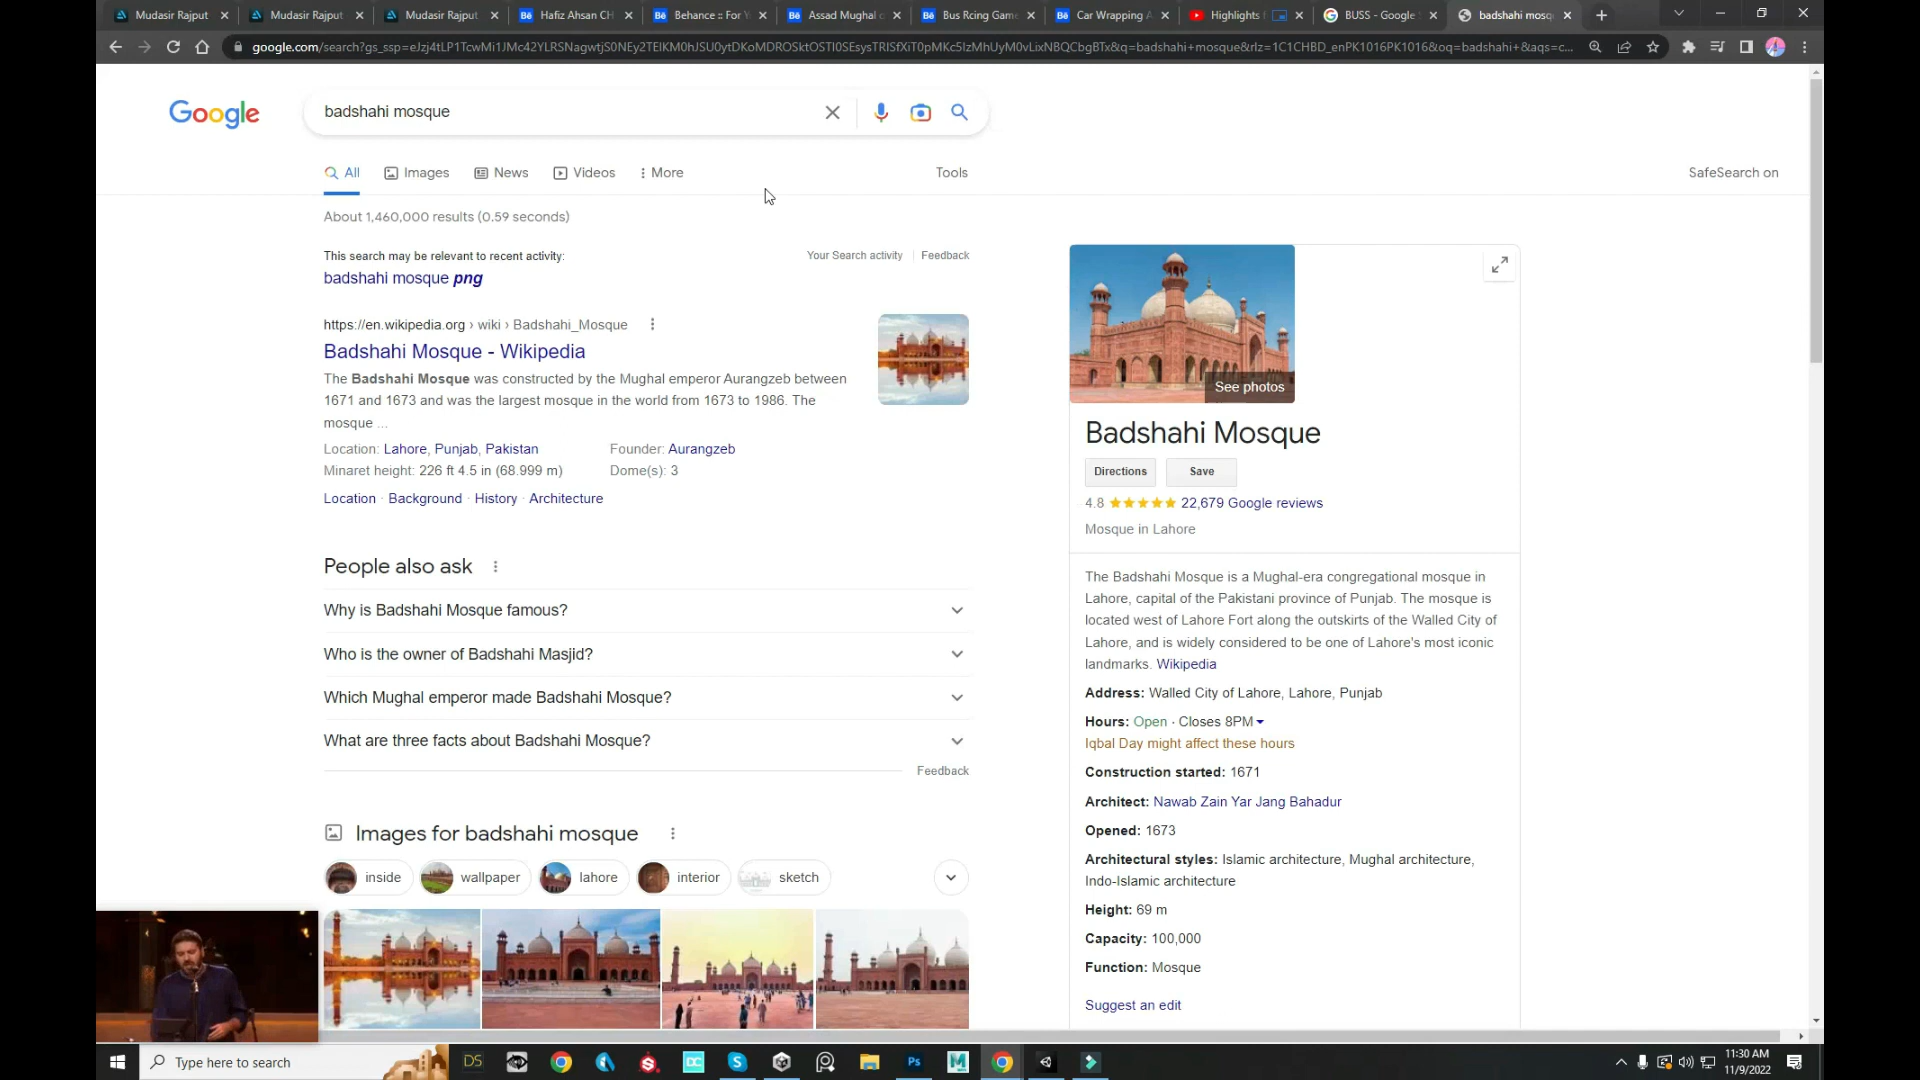 Mudasir Rajput
Mudasir Rajput
Mudasir Rajput
Hafiz Ahsan CH
Behance :: For Y
Assad Mughal o
Bus Rcing Game
Car Wrapping A
Highlights f
BUSS - Google S
badshahi mosq
Google
badshahi mosque
All
Images
News
Videos
More
Tools
SafeSearch on
About 1,460,000 results (0.59 seconds)
This search may be relevant to recent activity:
Your Search activity
Feedback
badshahi mosque png
https://en.wikipedia.org › wiki › Badshahi_Mosque
Badshahi Mosque - Wikipedia
The Badshahi Mosque was constructed by the Mughal emperor Aurangzeb between
1671 and 1673 and was the largest mosque in the world from 1673 to 1986. The
mosque ...
Location: Lahore, Punjab, Pakistan
Founder: Aurangzeb
Minaret height: 226 ft 4.5 in (68.999 m)
Dome(s): 3
Location · Background · History · Architecture
People also ask
Why is Badshahi Mosque famous?
Who is the owner of Badshahi Masjid?
Which Mughal emperor made Badshahi Mosque?
What are three facts about Badshahi Mosque?
Feedback
Images for badshahi mosque
inside
wallpaper
lahore
interior
sketch
See photos
Badshahi Mosque
Directions
Save
4.8
22,679 Google reviews
Mosque in Lahore
The Badshahi Mosque is a Mughal-era congregational mosque in
Lahore, capital of the Pakistani province of Punjab. The mosque is
located west of Lahore Fort along the outskirts of the Walled City of
Lahore, and is widely considered to be one of Lahore's most iconic
landmarks. Wikipedia
Address: Walled City of Lahore, Lahore, Punjab
Hours: Open · Closes 8PM
Iqbal Day might affect these hours
Construction started: 1671
Architect: Nawab Zain Yar Jang Bahadur
Opened: 1673
Architectural styles: Islamic architecture, Mughal architecture,
Indo-Islamic architecture
Height: 69 m
Capacity: 100,000
Function: Mosque
Suggest an edit
Type here to search
DS
DC
Ps
11:30 AM
11/9/2022